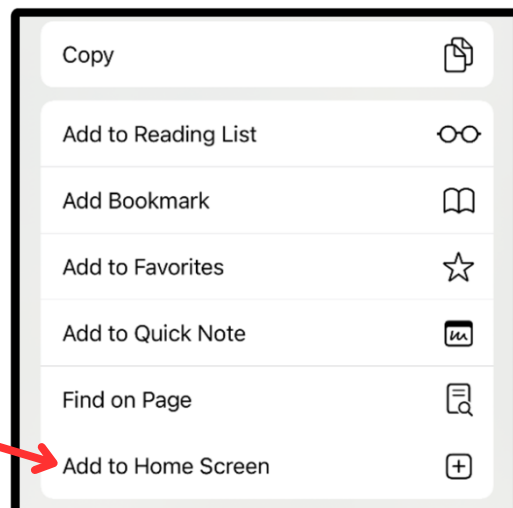 Copy
Add to Reading List
Add Bookmark
Add to Favorites
Add to Quick Note
Find on Page
Add to Home Screen